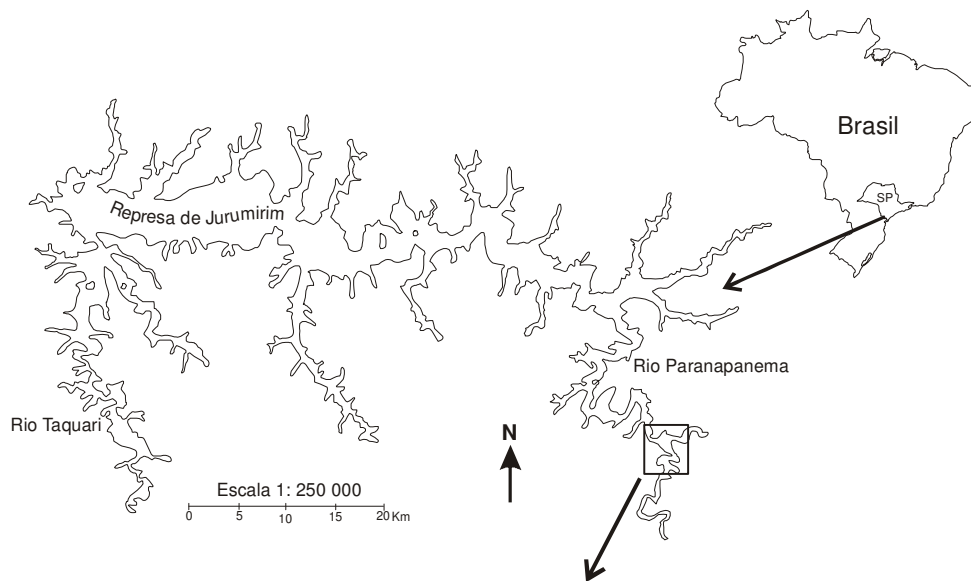 Brasil
SP
Represa de Jurumirim
Rio Paranapanema
Rio Taquari
N
Escala 1: 250 000
0 5 10 15 20 Km